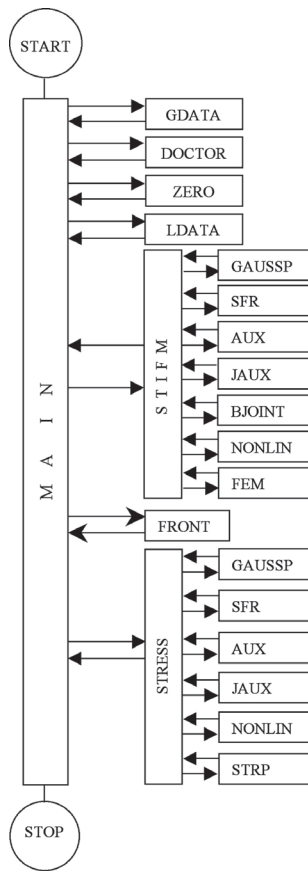 START
MAIN
GDATA
DOCTOR
ZERO
LDATA
STIFM
GAUSSP
SFR
AUX
JAUX
BJOINT
NONLIN
FEM
FRONT
STRESS
GAUSSP
SFR
AUX
JAUX
NONLIN
STRP
STOP